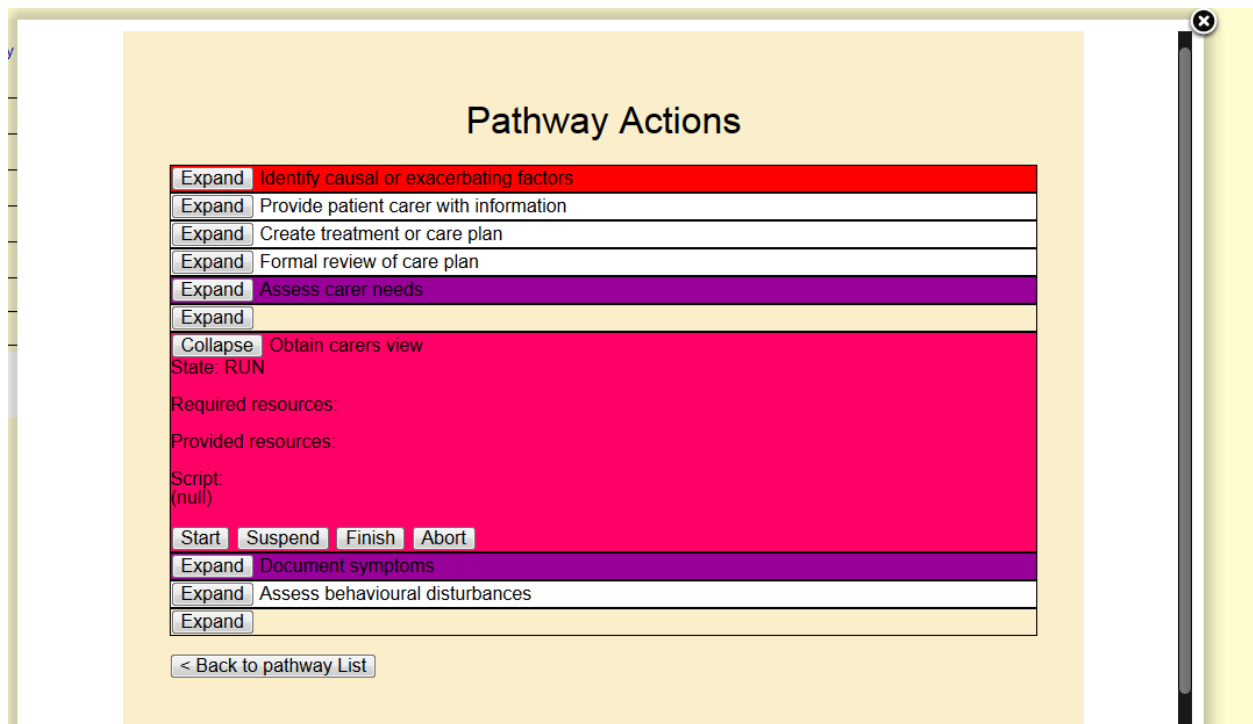 y
Pathway Actions
Expand Identify causal or exacerbating factors
Expand Provide patient carer with information
Expand Create treatment or care plan
Expand Formal review of care plan
Expand Assess carer needs
Expand
Collapse Obtain carers view
State: RUN
Required resources:
Provided resources:
Script:
(null)
Start Suspend Finish Abort
Expand Document symptoms
Expand Assess behavioural disturbances
Expand
< Back to pathway List